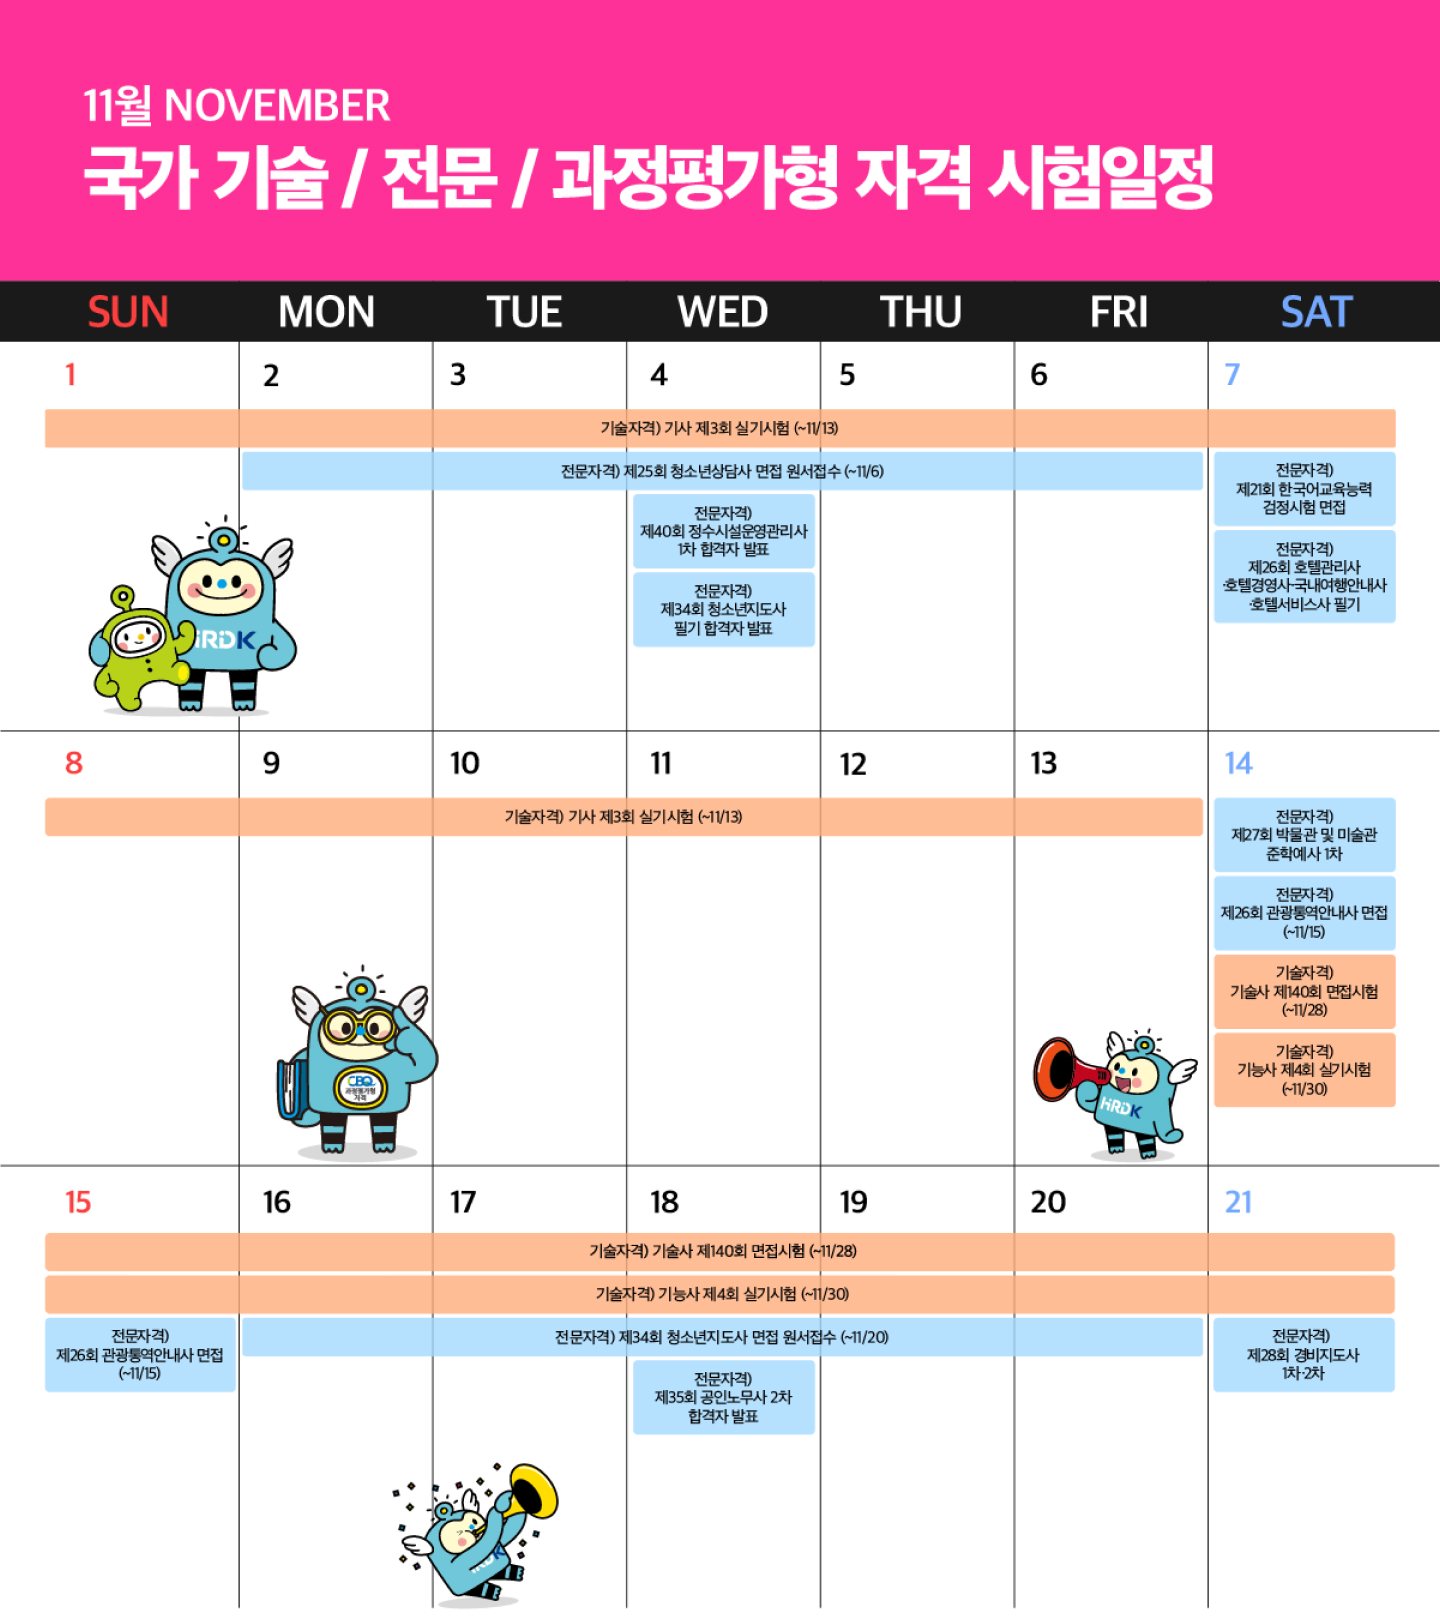 11월 NOVEMBER
국가 기술 / 전문 / 과정평가형 자격 시험일정
SUN MON TUE WED THU FRI SAT
1 2 3 4 5 6 7
기술자격) 기사 제3회 실기시험 (~11/13)
전문자격) 제25회 청소년상담사 면접 원서접수 (~11/6)
전문자격)
제40회 정수시설운영관리사
1차 합격자 발표
전문자격)
제34회 청소년지도사
필기 합격자 발표
전문자격)
제21회 한국어교육능력
검정시험 면접
전문자격)
제26회 호텔관리사
·호텔경영사·국내여행안내사
·호텔서비스사 필기
HRDK
8 9 10 11 12 13 14
기술자격) 기사 제3회 실기시험 (~11/13)
전문자격)
제27회 박물관 및 미술관
준학예사 1차
전문자격)
제26회 관광통역안내사 면접
(~11/15)
기술자격)
기술사 제140회 면접시험
(~11/28)
기술자격)
기능사 제4회 실기시험
(~11/30)
CBQ
과정평가형
자격
HRDK
15 16 17 18 19 20 21
기술자격) 기술사 제140회 면접시험 (~11/28)
기술자격) 기능사 제4회 실기시험 (~11/30)
전문자격)
제26회 관광통역안내사 면접
(~11/15)
전문자격) 제34회 청소년지도사 면접 원서접수 (~11/20)
전문자격)
제35회 공인노무사 2차
합격자 발표
전문자격)
제28회 경비지도사
1차·2차
HRDK